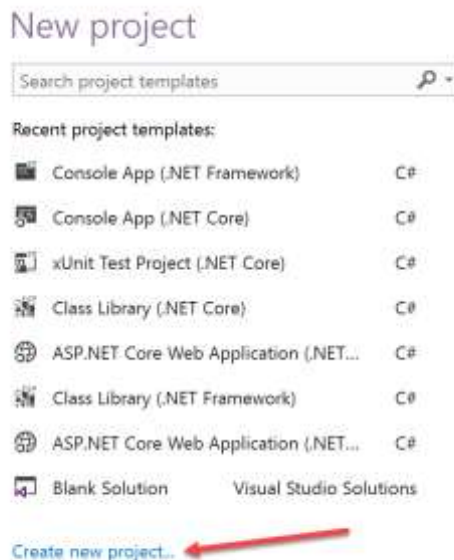 New project
Search project templates
Recent project templates:
Console App (.NET Framework) C#
Console App (.NET Core) C#
xUnit Test Project (.NET Core) C#
Class Library (.NET Core) C#
ASP.NET Core Web Application (.NET... C#
Class Library (.NET Framework) C#
ASP.NET Core Web Application (.NET... C#
Blank Solution Visual Studio Solutions
Create new project...